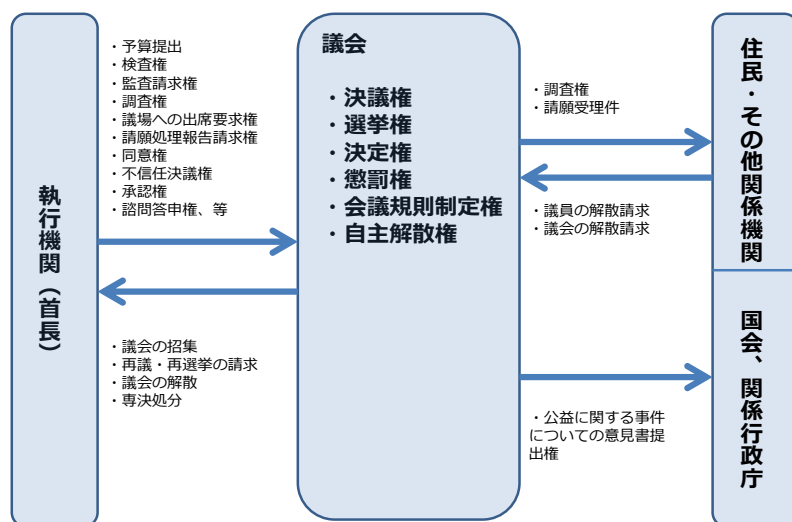 執行機関（首長）
・予算提出
・検査権
・監査請求権
・調査権
・議場への出席要求権
・請願処理報告請求権
・同意権
・不信任決議権
・承認権
・諮問答申権、等
・議会の招集
・再議・再選挙の請求
・議会の解散
・専決処分
議会
・決議権
・選挙権
・決定権
・懲罰権
・会議規則制定権
・自主解散権
・調査権
・請願受理件
・議員の解散請求
・議会の解散請求
・公益に関する事件
についての意見書提
出権
住民・その他関係機関
国会、関係行政庁